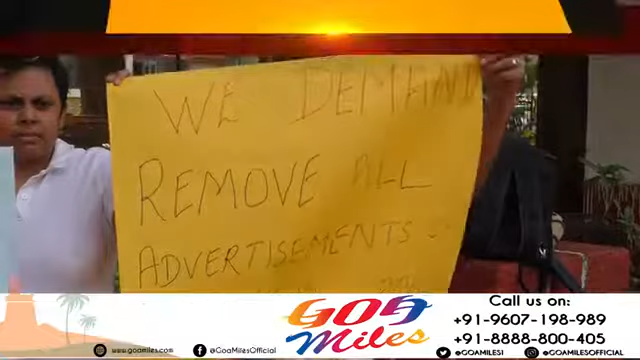 WE DEMAND
REMOVE ALL
ADVERTISEMENTS
GOA
Miles
Call us on:
+91-9607-198-989
+91-8888-800-405
www.goamiles.com
@GoaMilesOfficial
@GOAMILES1
@GOAMILESOFFICIAL